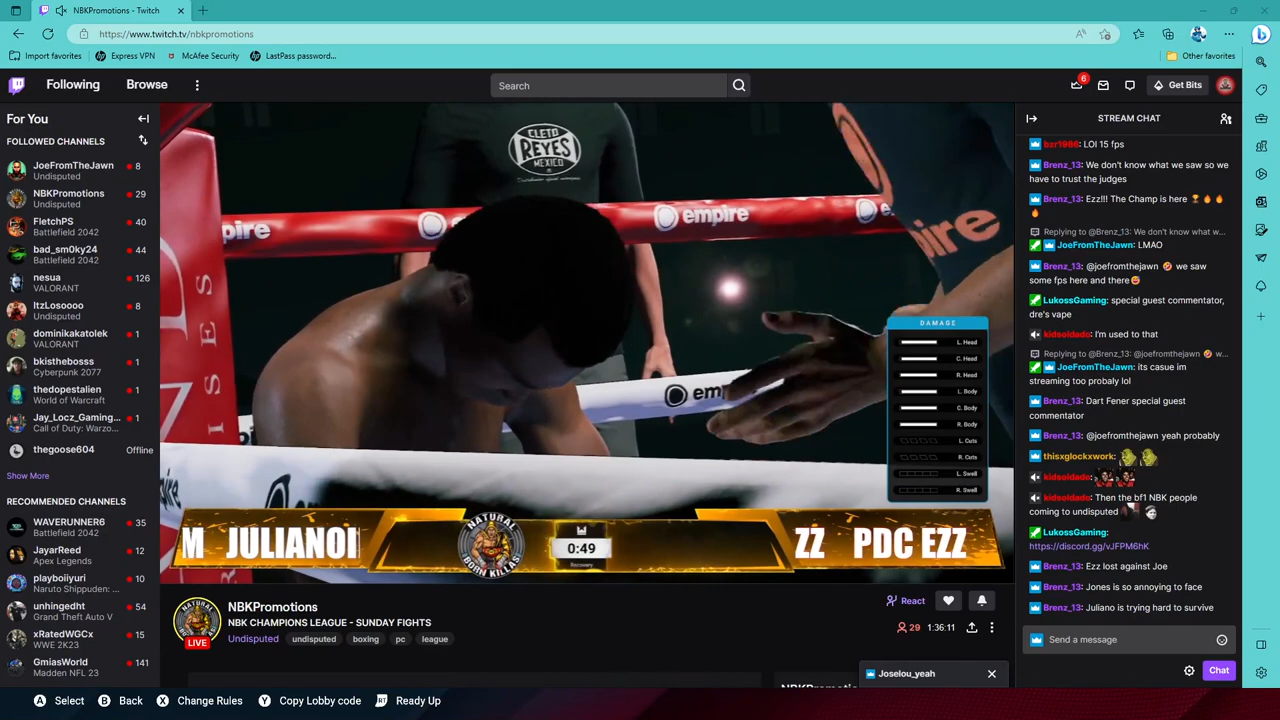 NBKPromotions - Twitch
https://www.twitch.tv/nbkpromotions
Import favorites
Express VPN
McAfee Security
LastPass password...
Other favorites
Following
Browse
Search
6
Get Bits
For You
FOLLOWED CHANNELS
JoeFromTheJawn 8
Undisputed
NBKPromotions 29
Undisputed
FletchPS 40
Battlefield 2042
bad_sm0ky24 44
Battlefield 2042
nesua 126
VALORANT
ItzLosoooo 8
Undisputed
dominikakatolek 1
VALORANT
bkisthebosss 1
Cyberpunk 2077
thedopestalien 1
World of Warcraft
Jay_Locz_Gaming... 1
Call of Duty: Warzo...
thegoose604 Offline
Show More
RECOMMENDED CHANNELS
WAVERUNNER6 35
Undisputed
JayarReed 12
Apex Legends
playboiiyuri 10
Naruto Shippuden: ...
unhingedht 54
Grand Theft Auto V
xRatedWGCx 15
WWE 2K23
GmiasWorld 141
Madden NFL 23
CLETO
REYES
MEXICO
empire
empire
empire
DAMAGE
L. Head
C. Head
R. Head
L. Body
C. Body
R. Body
L. Cuts
R. Cuts
L. Swell
R. Swell
M JULIANOI
NATURAL
BORN KILLAS
0:49
Recovery
ZZ PDC EZZ
NATURAL
LIVE
NBKPromotions
NBK CHAMPIONS LEAGUE - SUNDAY FIGHTS
Undisputed
undisputed
boxing
pc
league
React
29
1:36:11
Joselou_yeah
STREAM CHAT
bzr1966: LOl 15 fps
Brenz_13: We don't know what we saw so we
have to trust the judges
Brenz_13: Ezz!!! The Champ is here 🏆🔥🔥
🔥
Replying to @Brenz_13: We don't know what w...
JoeFromTheJawn: LMAO
Brenz_13: @joefromthejawn 🤣 we saw
some fps here and there😄
LukossGaming: special guest commentator,
dre's vape
kidsoldado: I'm used to that
Replying to @Brenz_13: @joefromthejawn 🤣 w...
JoeFromTheJawn: its casue im
streaming too probaly lol
Brenz_13: Dart Fener special guest
commentator
Brenz_13: @joefromthejawn yeah probably
thisxglockxwork:
kidsoldado:
kidsoldado: Then the bf1 NBK people
coming to undisputed
LukossGaming:
https://discord.gg/vJFPM6hK
Brenz_13: Ezz lost against Joe
Brenz_13: Jones is so annoying to face
Brenz_13: Juliano is trying hard to survive
Send a message
Chat
A Select
B Back
X Change Rules
Y Copy Lobby code
RT Ready Up